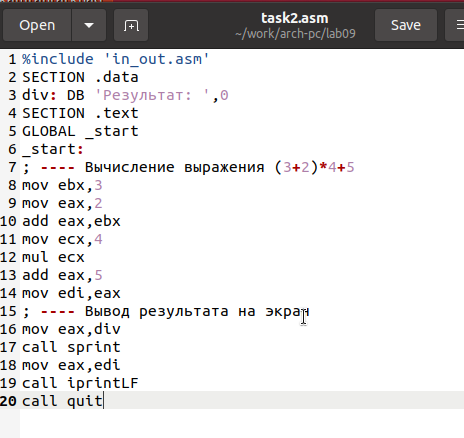 Open
task2.asm
~/work/arch-pc/lab09
Save
1 %include 'in_out.asm'
2 SECTION .data
3 div: DB 'Результат: ',0
4 SECTION .text
5 GLOBAL _start
6 _start:
7 ; ---- Вычисление выражения (3+2)*4+5
8 mov ebx,3
9 mov eax,2
10 add eax,ebx
11 mov ecx,4
12 mul ecx
13 add eax,5
14 mov edi,eax
15 ; ---- Вывод результата на экран
16 mov eax,div
17 call sprint
18 mov eax,edi
19 call iprintLF
20 call quit